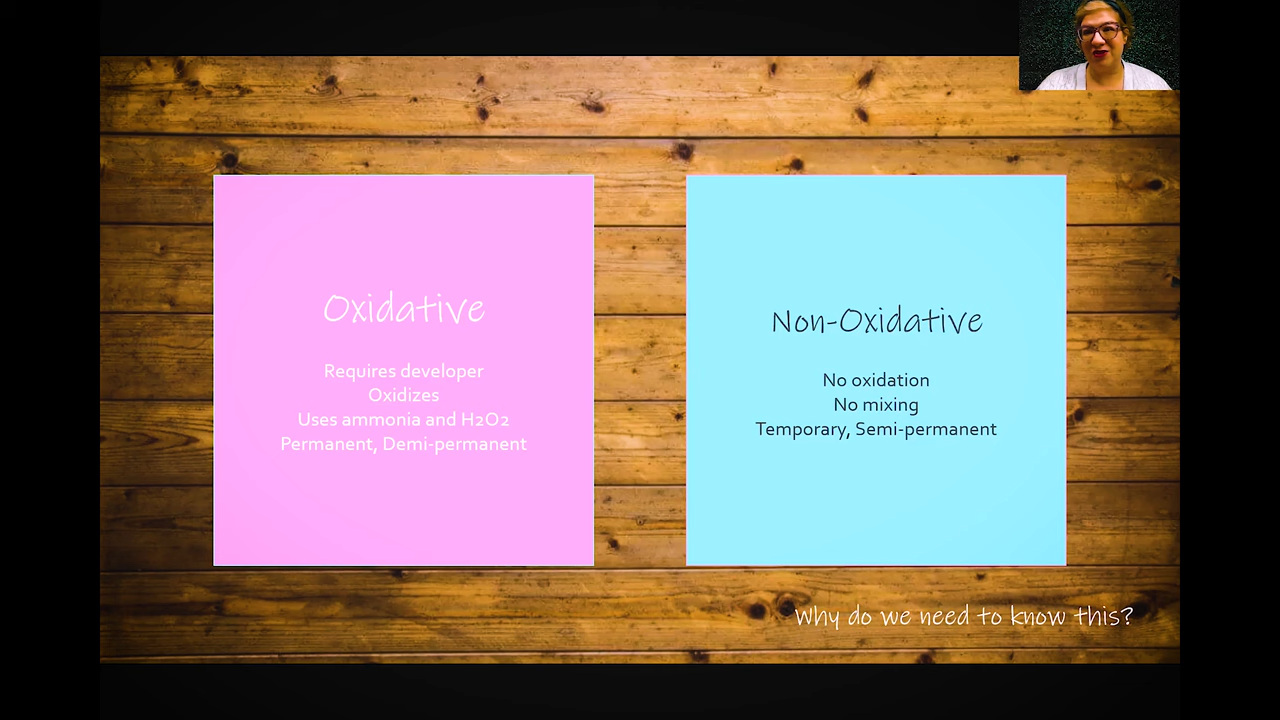 Oxidative
Requires developer
Oxidizes
Uses ammonia and H2O2
Permanent, Demi-permanent
Non-Oxidative
No oxidation
No mixing
Temporary, Semi-permanent
Why do we need to know this?